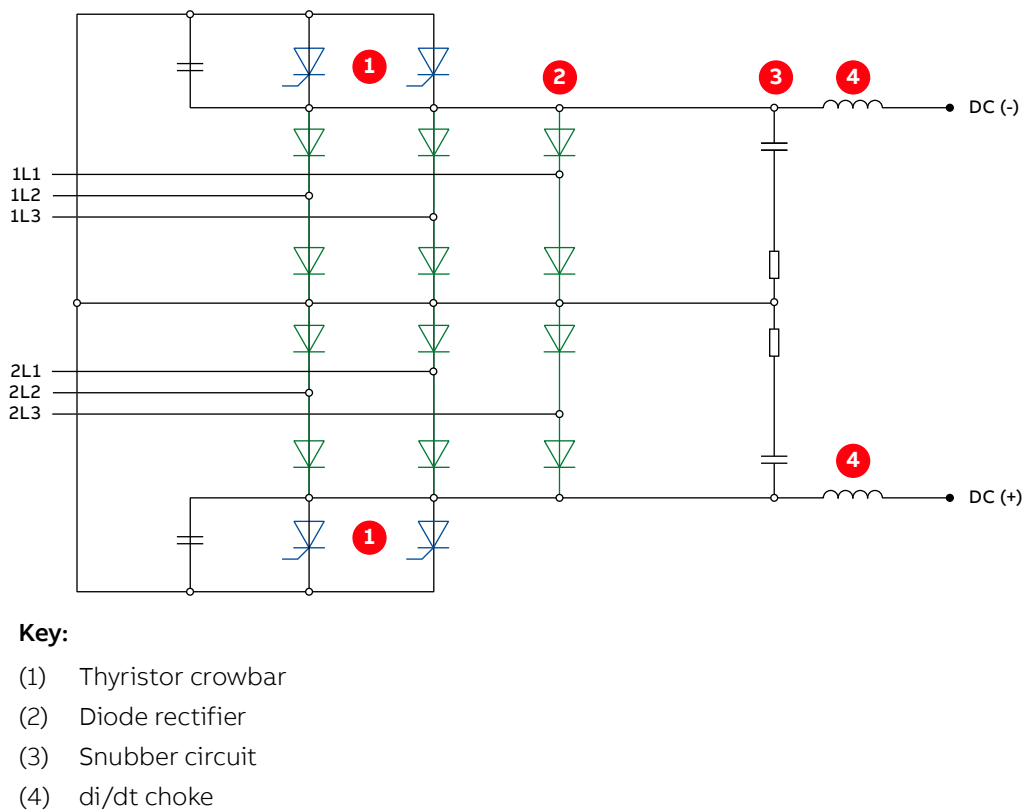 1 2 3 4
DC (-)
1L1
1L2
1L3
2L1
2L2
2L3
4
DC (+)
1
Key:
(1) Thyristor crowbar
(2) Diode rectifier
(3) Snubber circuit
(4) di/dt choke